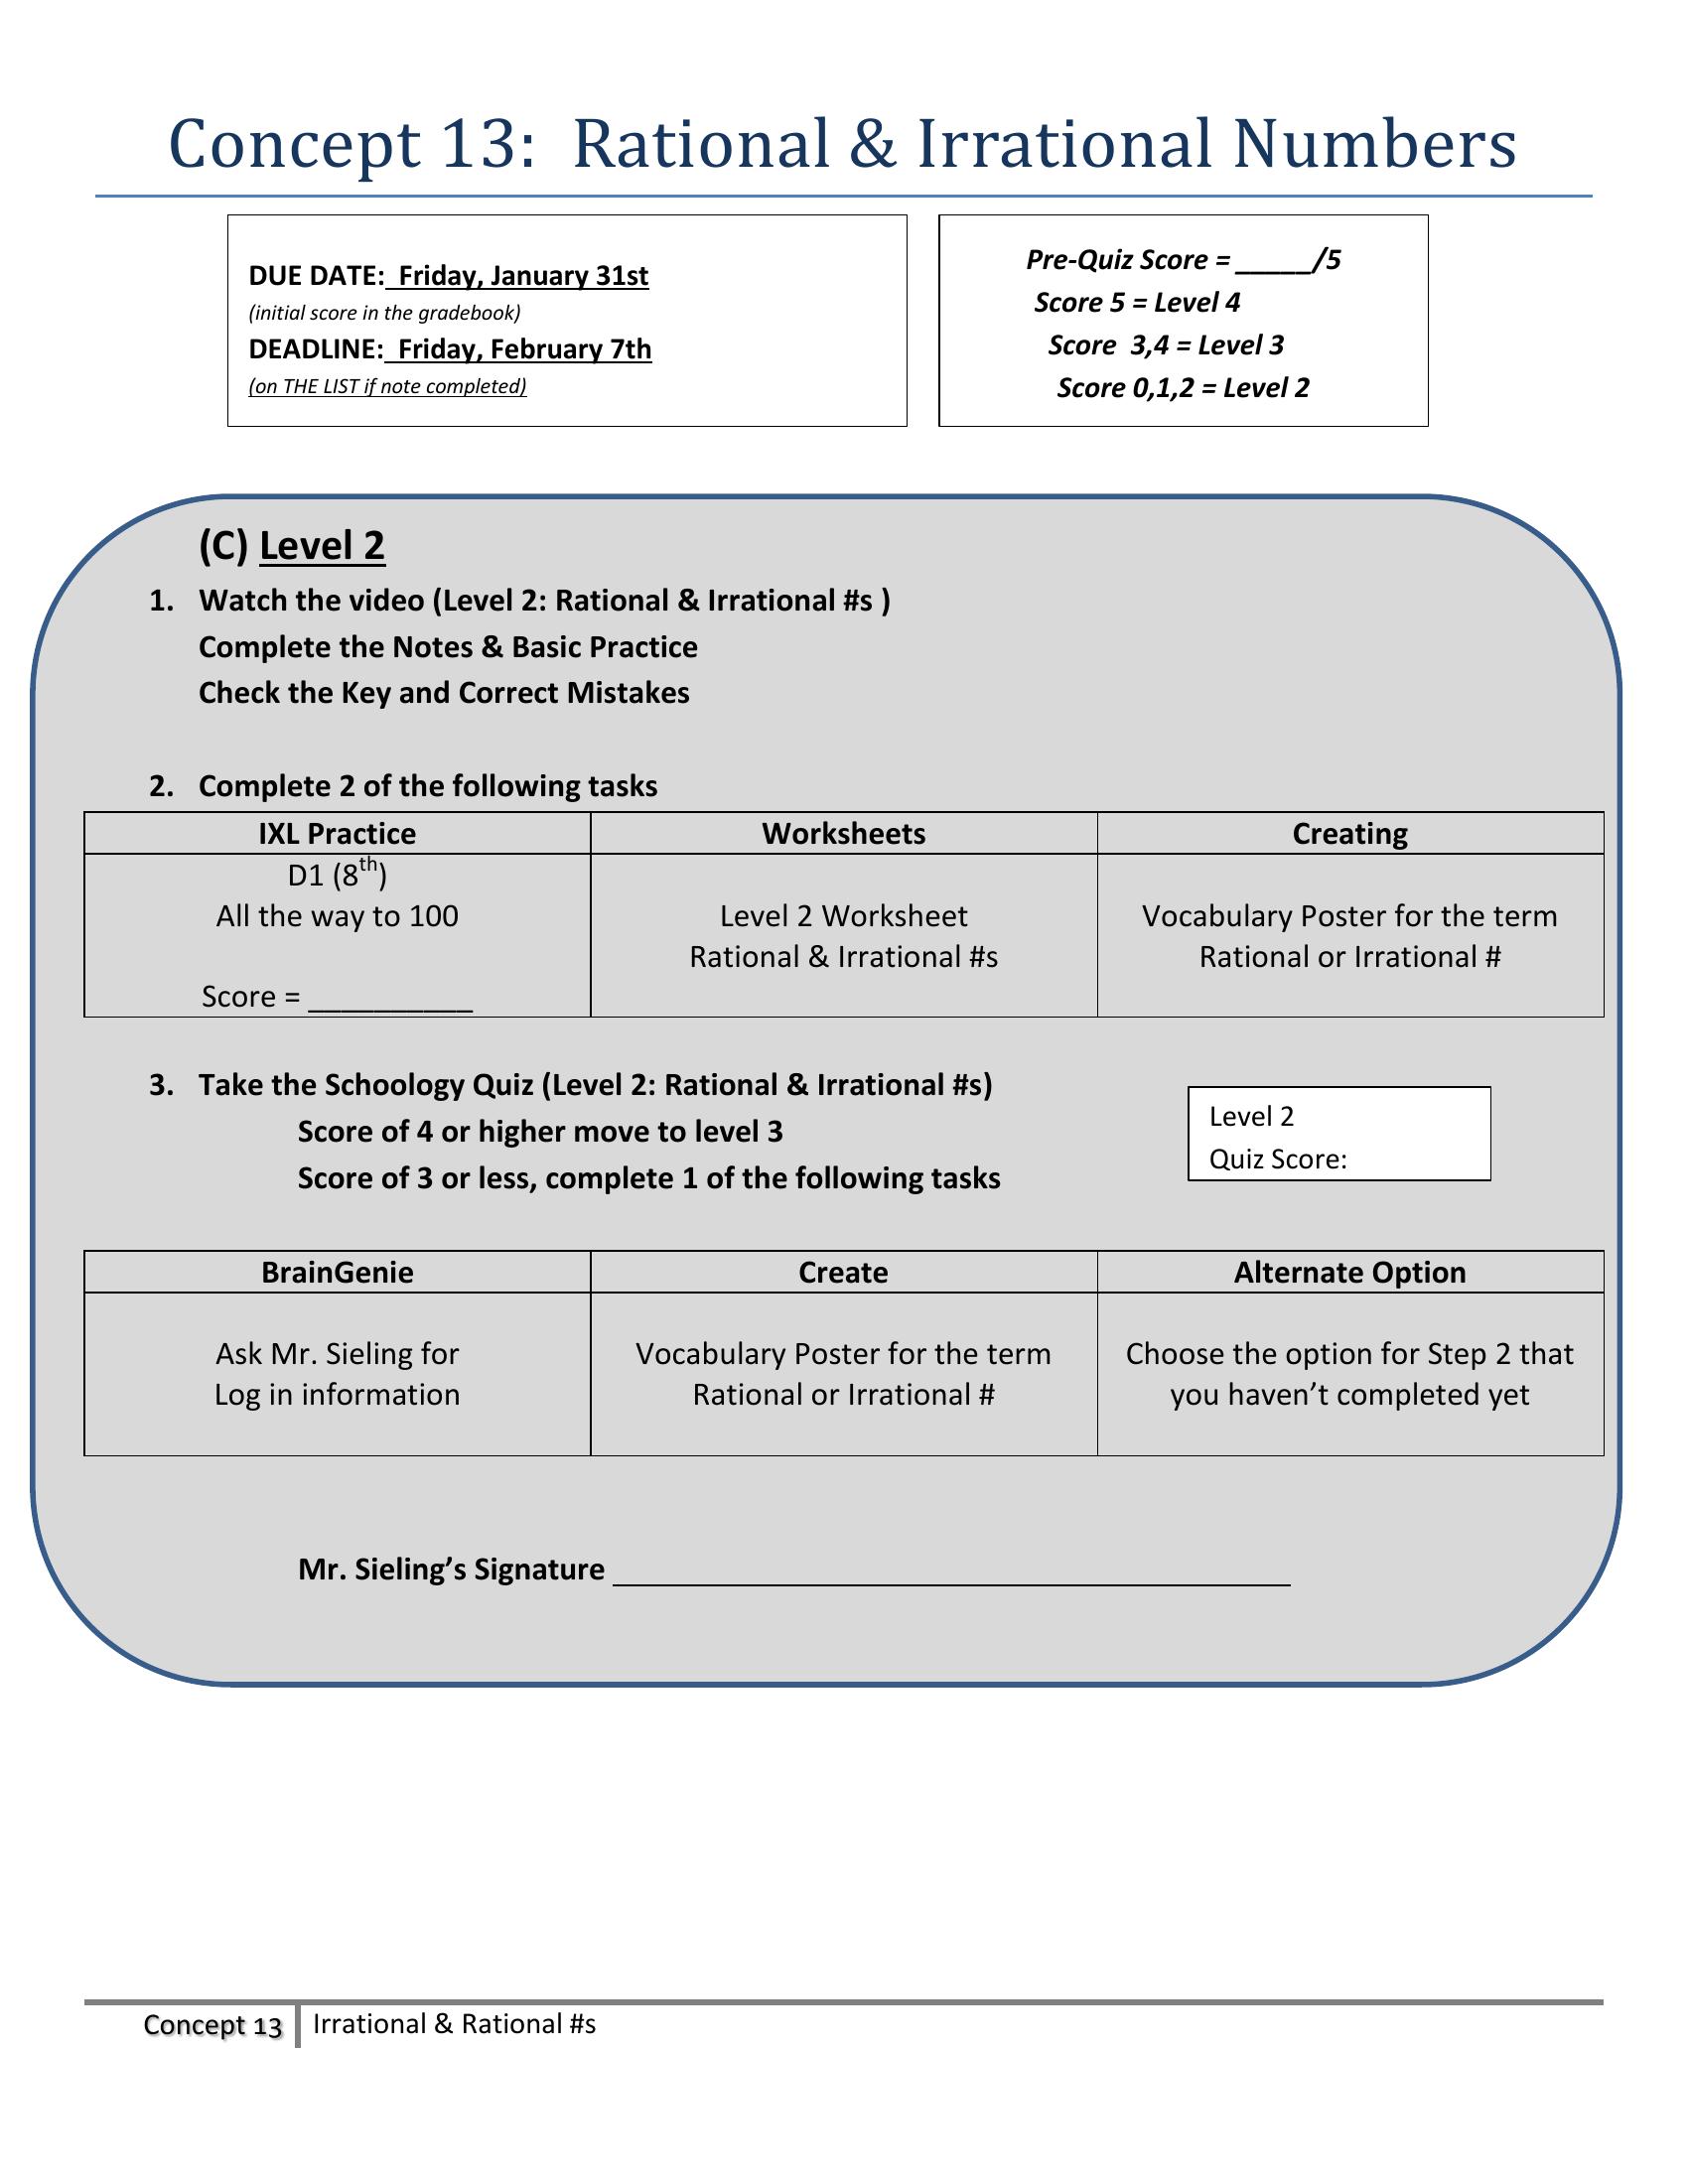 Concept 13:  Rational & Irrational Numbers
DUE DATE:  Friday, January 31st
(initial score in the gradebook)
DEADLINE:  Friday, February 7th
(on THE LIST if note completed)
Pre-Quiz Score = _____/5
Score 5 = Level 4
Score  3,4 = Level 3
Score 0,1,2 = Level 2
(C) Level 2
1. Watch the video (Level 2: Rational & Irrational #s )
Complete the Notes & Basic Practice
Check the Key and Correct Mistakes
2. Complete 2 of the following tasks
IXL Practice Worksheets Creating
D1 (8th)
All the way to 100 Level 2 Worksheet Vocabulary Poster for the term
Rational & Irrational #s Rational or Irrational #
Score = __________
3. Take the Schoology Quiz (Level 2: Rational & Irrational #s)
Score of 4 or higher move to level 3
Score of 3 or less, complete 1 of the following tasks
Level 2
Quiz Score:
BrainGenie Create Alternate Option
Ask Mr. Sieling for Vocabulary Poster for the term Choose the option for Step 2 that
Log in information Rational or Irrational # you haven’t completed yet
Mr. Sieling’s Signature __________________________________________
Concept 13 Irrational & Rational #s